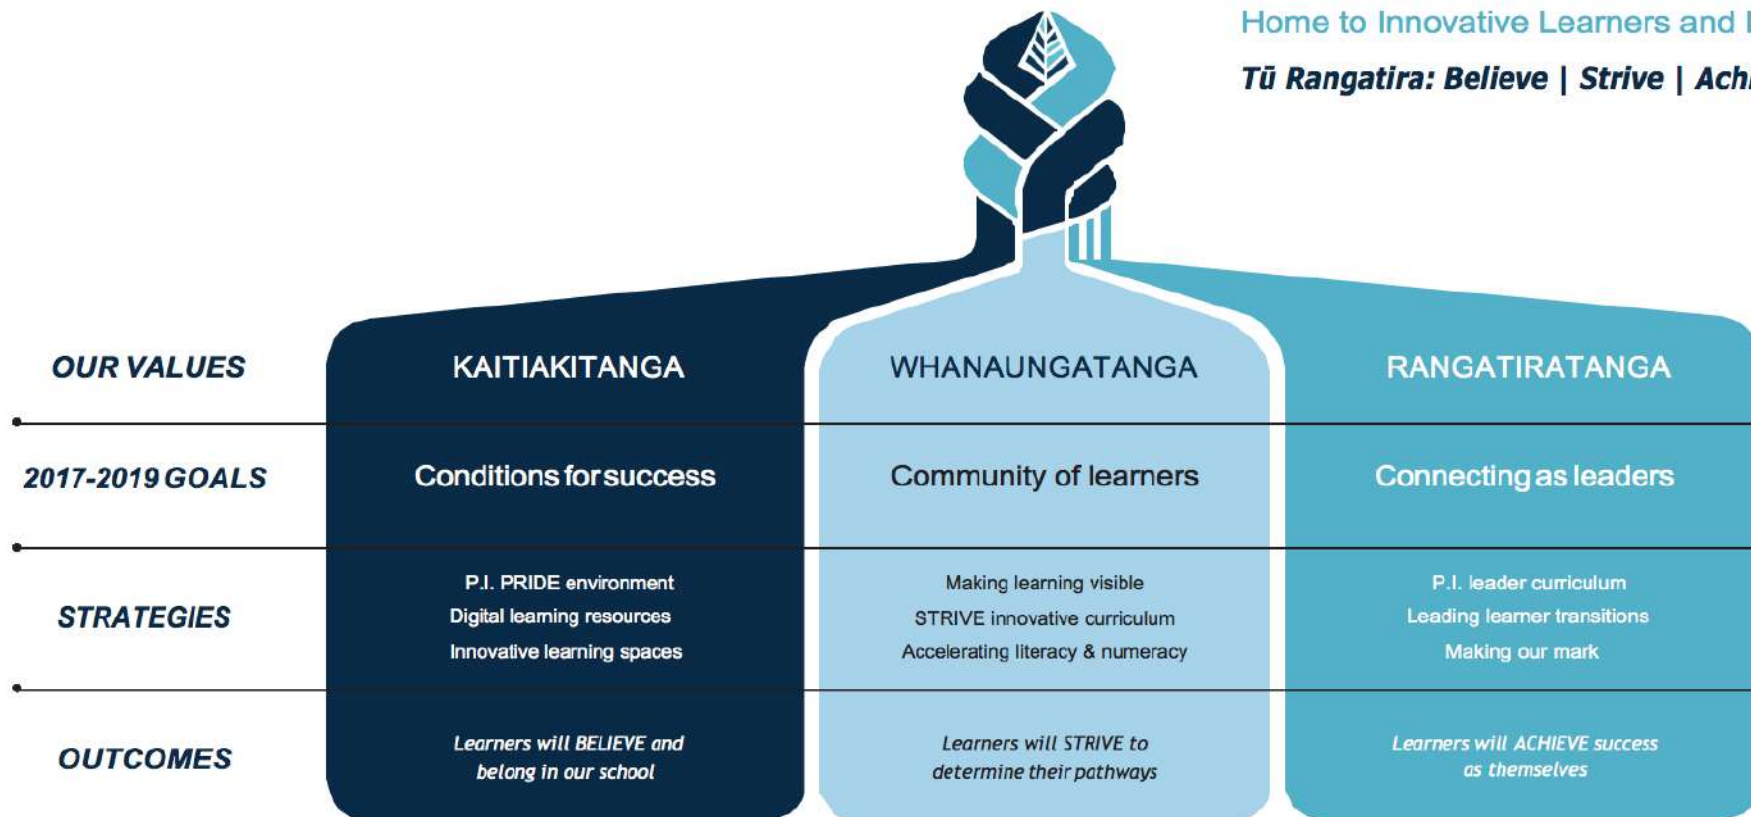 Home to Innovative Learners and
Tū Rangatira: Believe | Strive |
OUR VALUES KAITIAKITANGA WHANAUNGATANGA RANGATIRATANGA
2017-2019 GOALS Conditions for success Community of learners Connecting as leaders
P.I. PRIDE environment Making learning visible P.I. leader curriculum
STRATEGIES Digital learning resources STRIVE innovative curriculum Leading learner transitions
Innovative learning spaces Accelerating literacy & numeracy Making our mark
OUTCOMES Learners will BELIEVE and Learners will STRIVE to Learners will ACHIEVE success
belong in our school determine their pathways as themselves